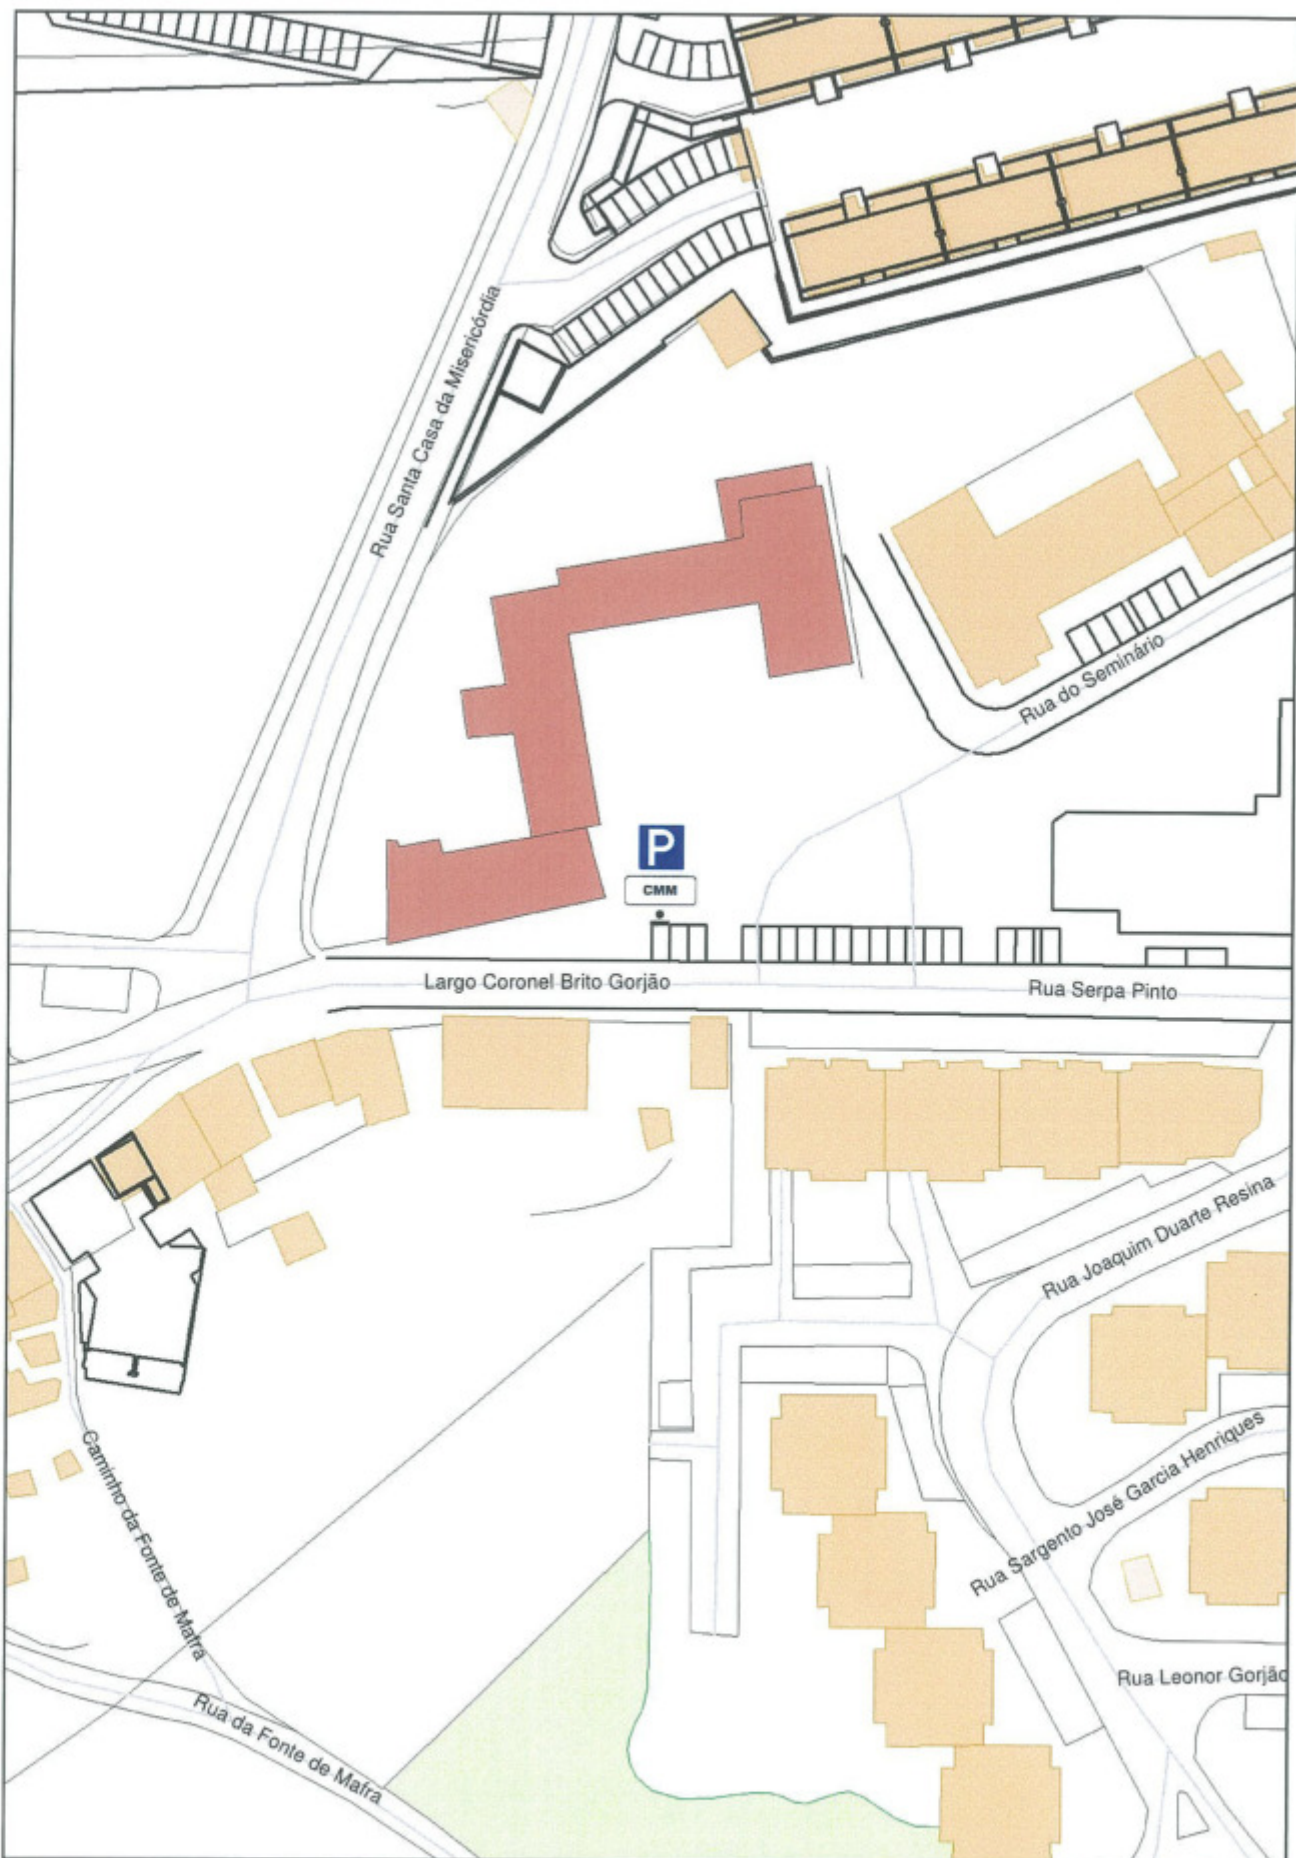 Rua Santa Casa da Misericórdia
Rua do Seminário
P
CMM
Largo Coronel Brito Gorjão
Rua Serpa Pinto
Rua Joaquim Duarte Resina
Rua Sargento José Garcia Henriques
Caminho da Fonte de Mafra
Rua Leonor Gorjão
Rua da Fonte de Mafra